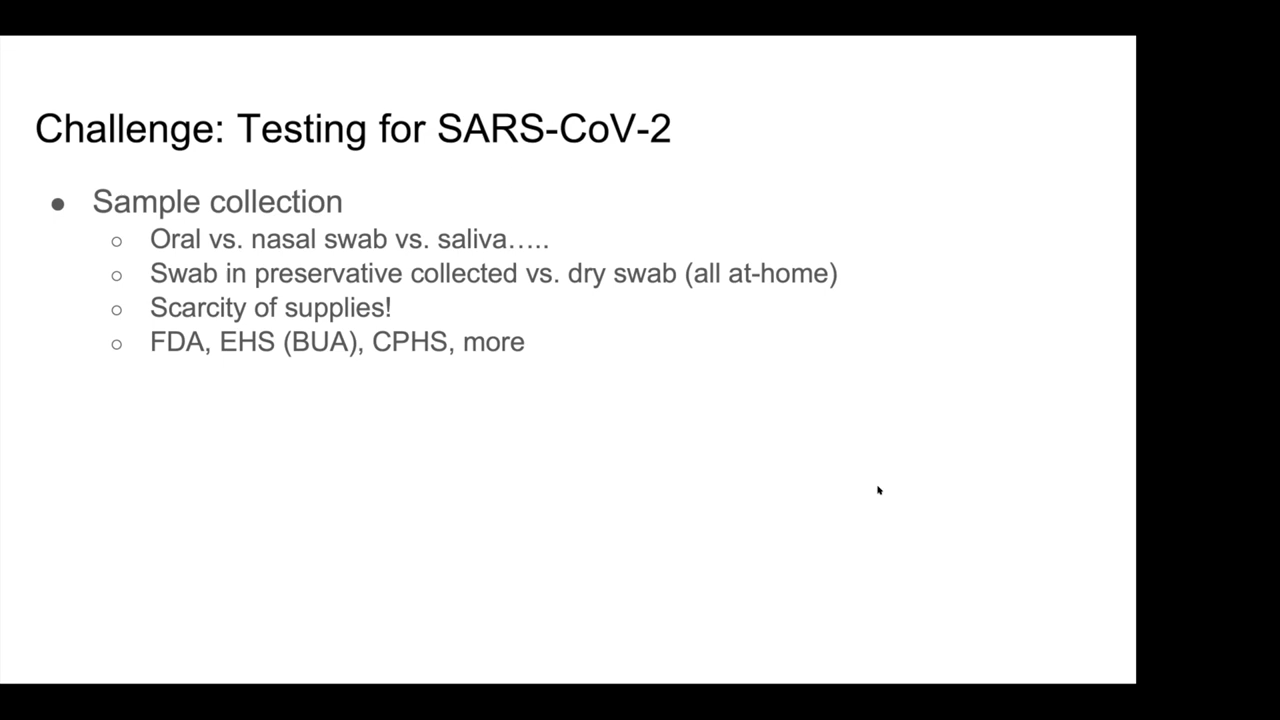 Challenge: Testing for SARS-CoV-2
● Sample collection
○ Oral vs. nasal swab vs. saliva…..
○ Swab in preservative collected vs. dry swab (all at-home)
○ Scarcity of supplies!
○ FDA, EHS (BUA), CPHS, more